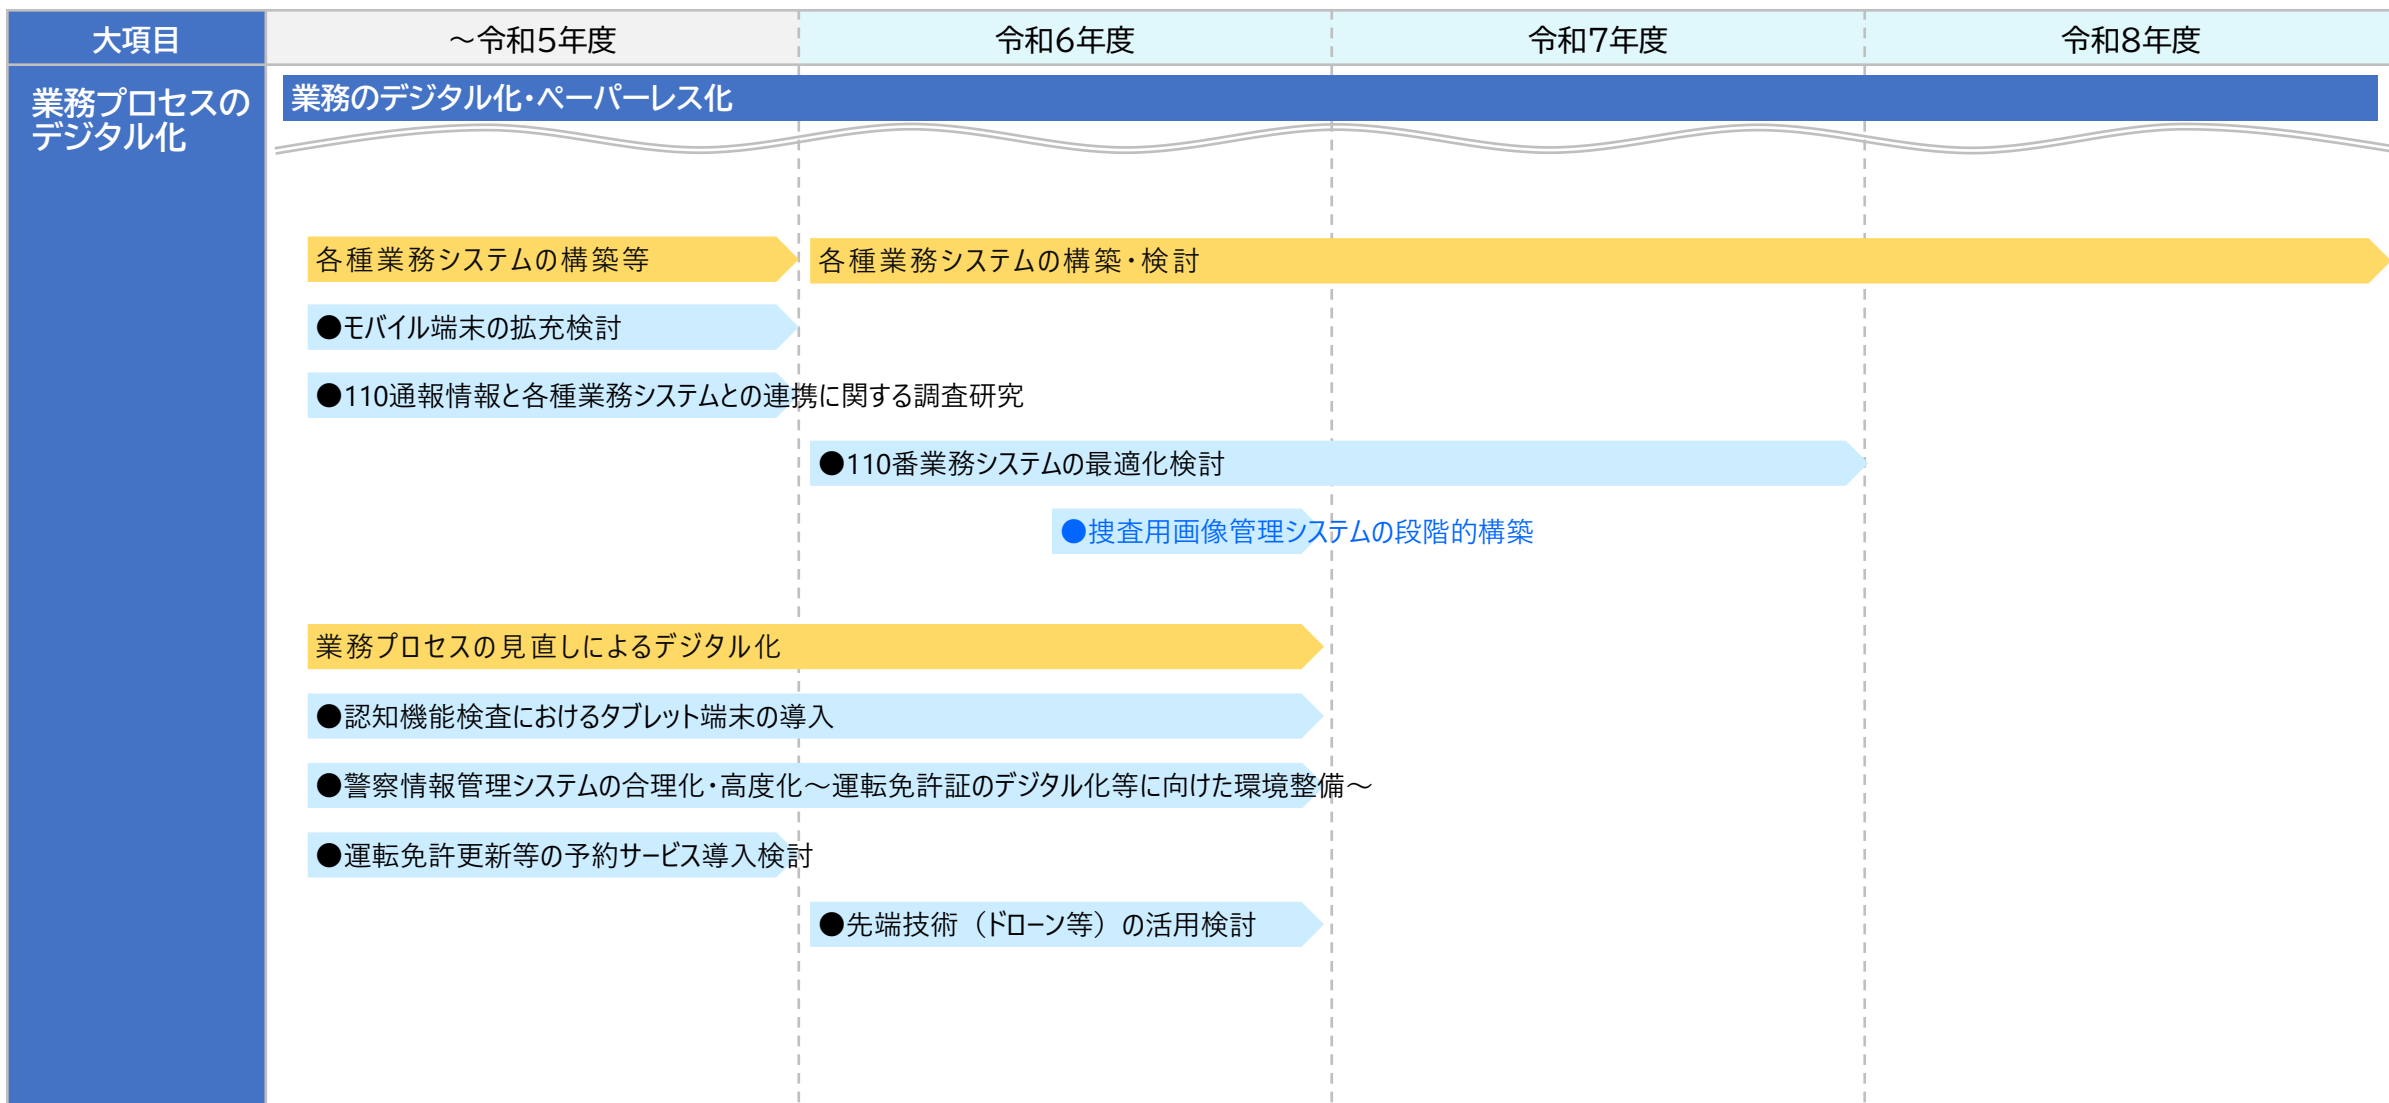 大項目
～令和5年度
令和6年度
令和7年度
令和8年度
業務プロセスの
デジタル化
業務のデジタル化・ペーパーレス化
各種業務システムの構築等
各種業務システムの構築・検討
●モバイル端末の拡充検討
●110通報情報と各種業務システムとの連携に関する調査研究
●110番業務システムの最適化検討
●捜査用画像管理システムの段階的構築
業務プロセスの見直しによるデジタル化
●認知機能検査におけるタブレット端末の導入
●警察情報管理システムの合理化・高度化～運転免許証のデジタル化等に向けた環境整備～
●運転免許更新等の予約サービス導入検討
●先端技術（ドローン等）の活用検討